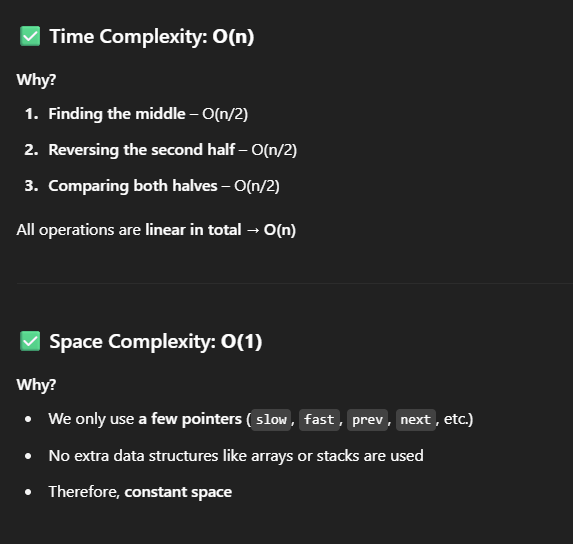 ✅ Time Complexity: O(n)
Why?
1. Finding the middle – O(n/2)
2. Reversing the second half – O(n/2)
3. Comparing both halves – O(n/2)
All operations are linear in total → O(n)
✅ Space Complexity: O(1)
Why?
• We only use a few pointers (slow, fast, prev, next, etc.)
• No extra data structures like arrays or stacks are used
• Therefore, constant space